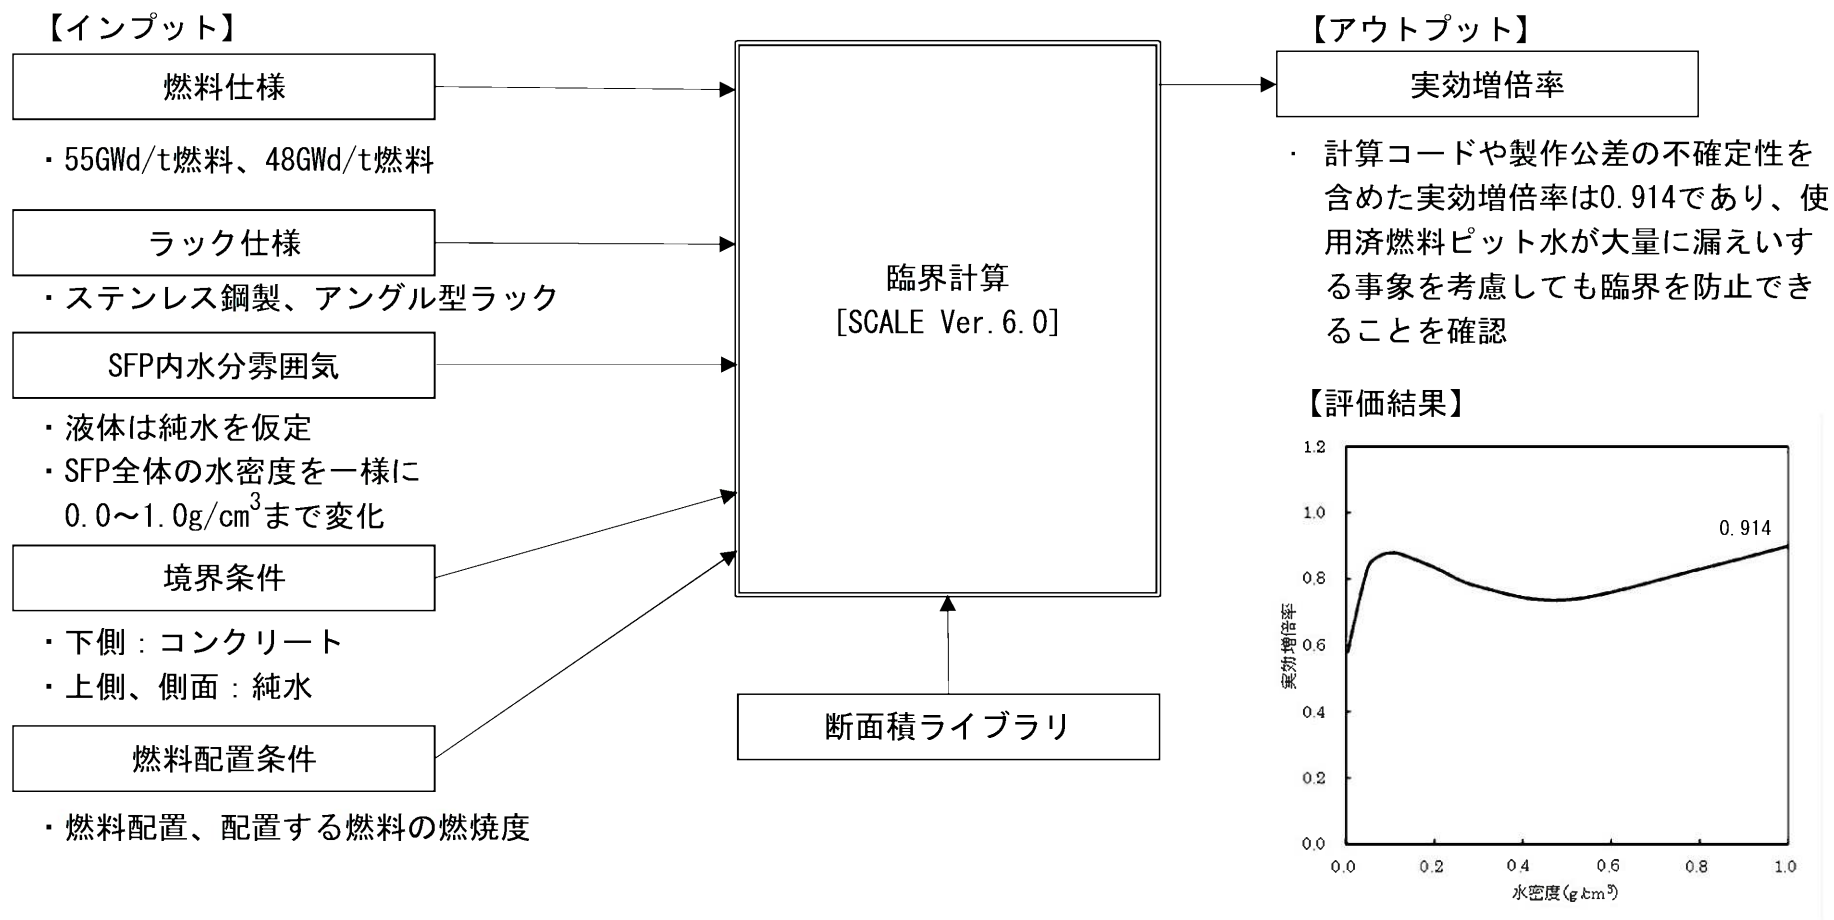 【インプット】
燃料仕様
・55GWd/t燃料、48GWd/t燃料
ラック仕様
・ステンレス鋼製、アングル型ラック
SFP内水分雰囲気
・液体は純水を仮定
・SFP全体の水密度を一様に
0.0～1.0g/cm³まで変化
境界条件
・下側：コンクリート
・上側、側面：純水
燃料配置条件
・燃料配置、配置する燃料の燃焼度
臨界計算
[SCALE Ver.6.0]
断面積ライブラリ
【アウトプット】
実効増倍率
・ 計算コードや製作公差の不確定性を
含めた実効増倍率は0.914であり、使
用済燃料ピット水が大量に漏えいす
る事象を考慮しても臨界を防止でき
ることを確認
【評価結果】
1.2
1.0
0.8
0.6
0.4
0.2
0.0
実効増倍率
0.914
0.0 0.2 0.4 0.6 0.8 1.0
水密度(g/cm³)